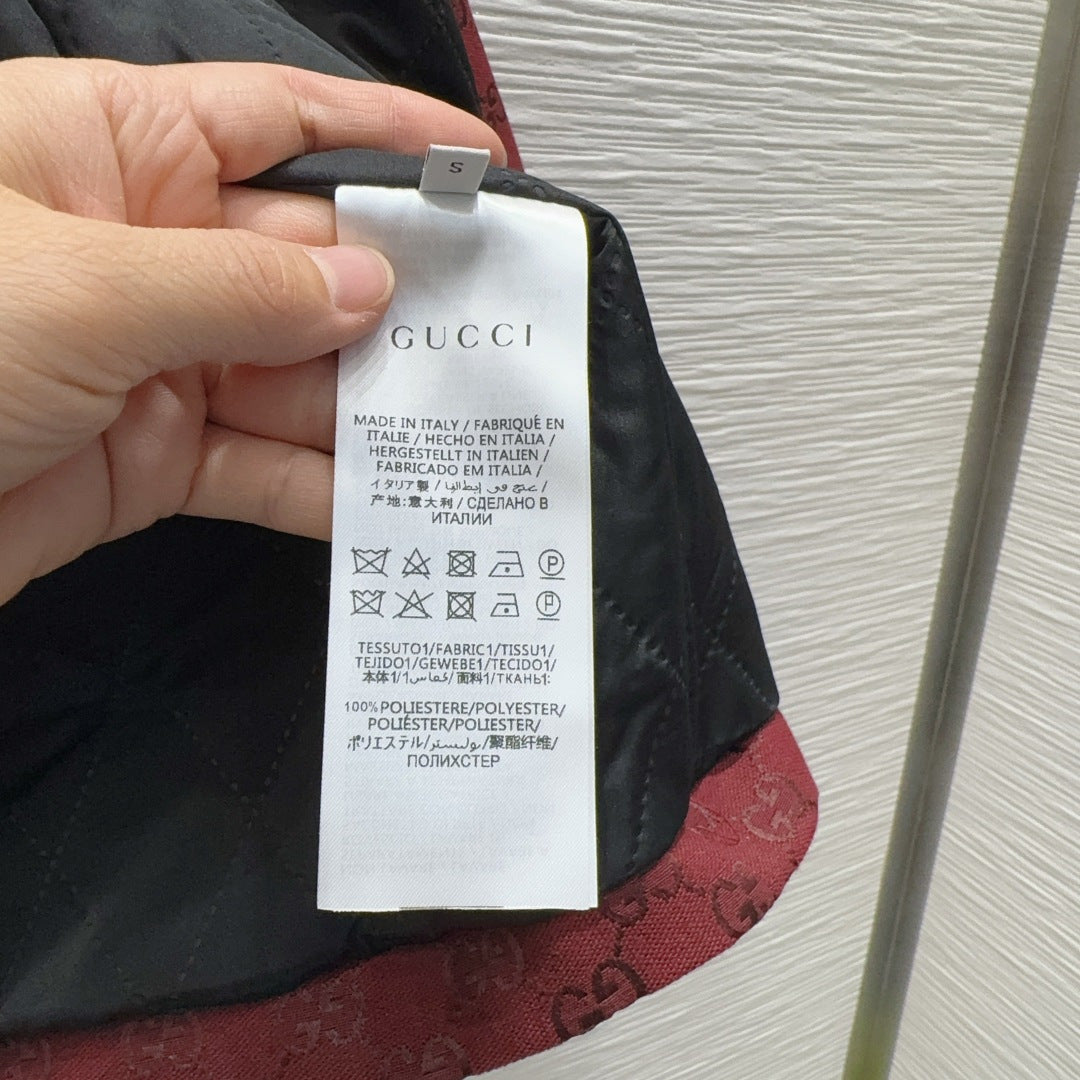 S
GUCCI
MADE IN ITALY / FABRIQUÉ EN
ITALIE / HECHO EN ITALIA /
HERGESTELLT IN ITALIEN /
FABRICADO EM ITALIA /
イタリア製 / صنع في إيطاليا /
产地:意大利 / СДЕЛАНО В
ИТАЛИИ
P
P
TESSUTO1/FABRIC1/TISSU1/
TEJIDO1/GEWEBE1/TECIDO1/
本体1/قماش1/面料1/ТКАНЬ1:
100% POLIESTERE/POLYESTER/
POLIÉSTER/POLIESTER/
ポリエステル/بوليستر/聚酯纤维/
ПОЛИХСТЕР